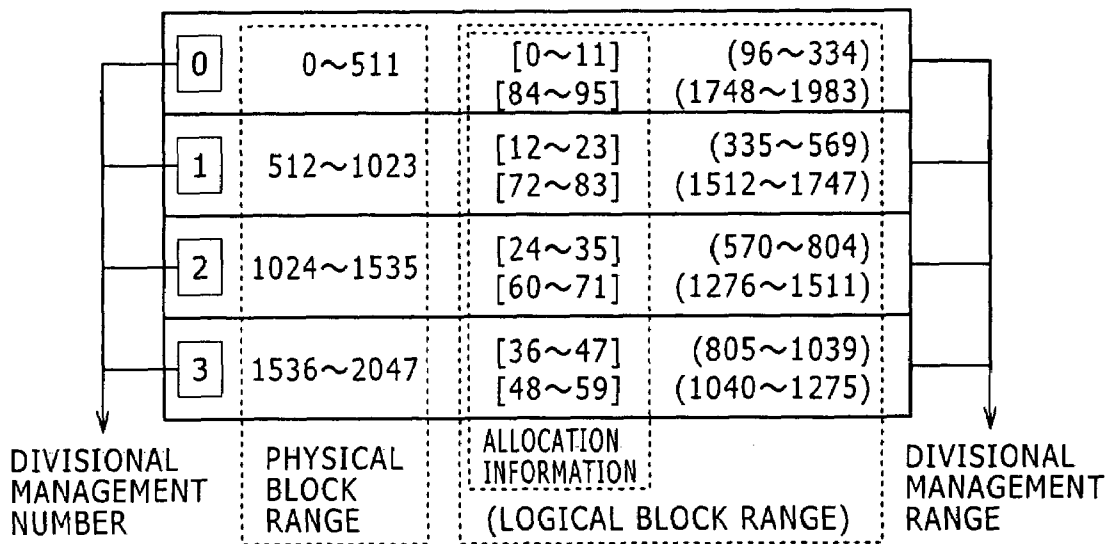 0 0～511 [0～11] (96～334)
[84～95] (1748～1983)
1 512～1023 [12～23] (335～569)
[72～83] (1512～1747)
2 1024～1535 [24～35] (570～804)
[60～71] (1276～1511)
3 1536～2047 [36～47] (805～1039)
[48～59] (1040～1275)
DIVISIONAL
MANAGEMENT
NUMBER
PHYSICAL
BLOCK
RANGE
ALLOCATION
INFORMATION
(LOGICAL BLOCK RANGE)
DIVISIONAL
MANAGEMENT
RANGE